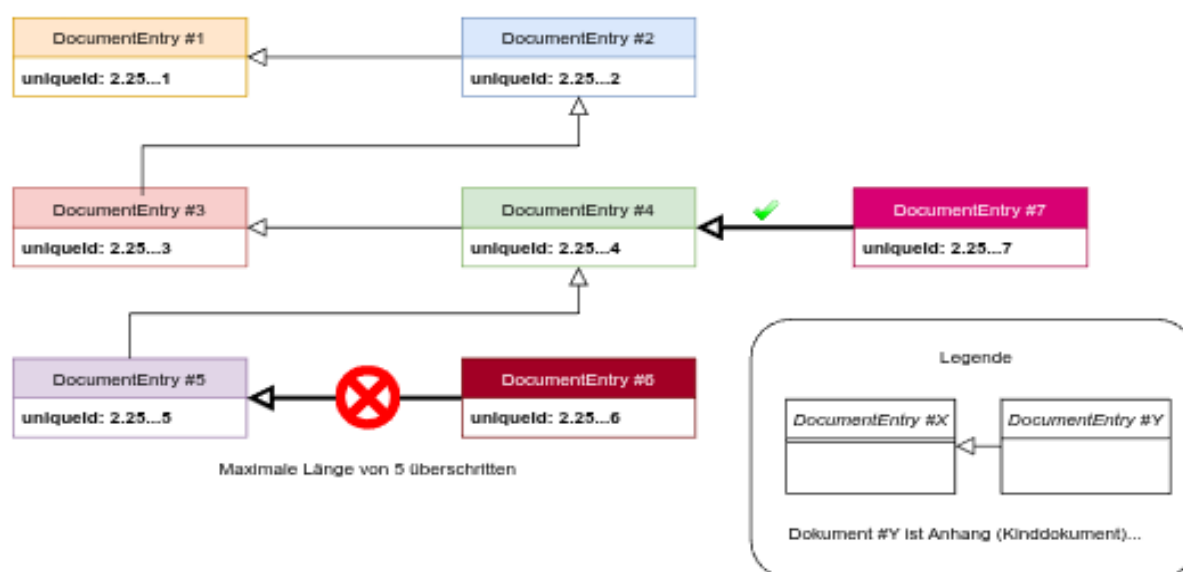 DocumentEntry #1
uniqueId: 2.25...1
DocumentEntry #2
uniqueId: 2.25...2
DocumentEntry #3
uniqueId: 2.25...3
DocumentEntry #4
uniqueId: 2.25...4
DocumentEntry #7
uniqueId: 2.25...7
DocumentEntry #5
uniqueId: 2.25...5
DocumentEntry #6
uniqueId: 2.25...6
Maximale Länge von 5 überschritten
Legende
DocumentEntry #X
DocumentEntry #Y
Dokument #Y ist Anhang (Kinddokument)...